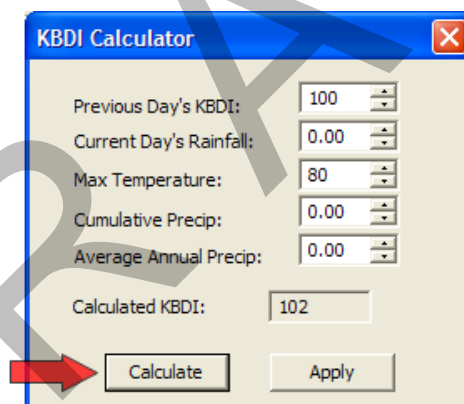 KBDI Calculator
Previous Day's KBDI: 100
Current Day's Rainfall: 0.00
Max Temperature: 80
Cumulative Precip: 0.00
Average Annual Precip: 0.00
Calculated KBDI: 102
Calculate Apply